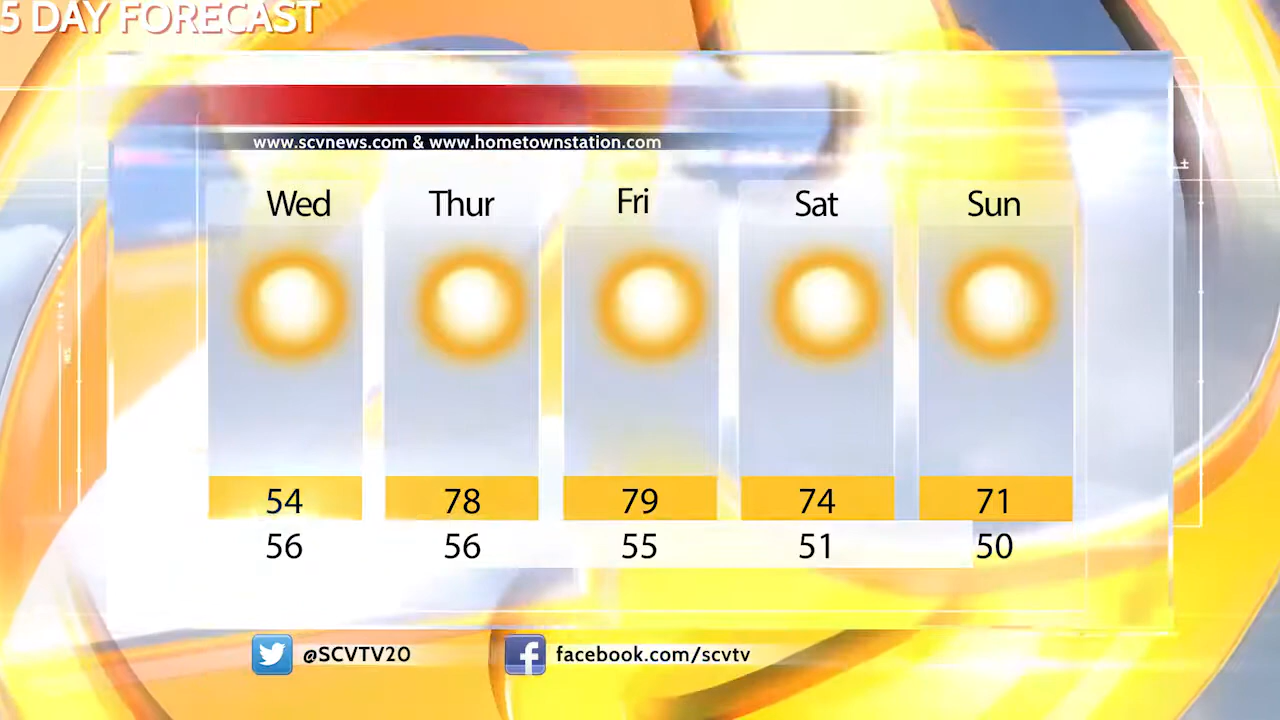 5 DAY FORECAST
www.scvnews.com & www.hometownstation.com
Wed Thur Fri Sat Sun
54 78 79 74 71
56 56 55 51 50
@SCVTV20 facebook.com/scvtv